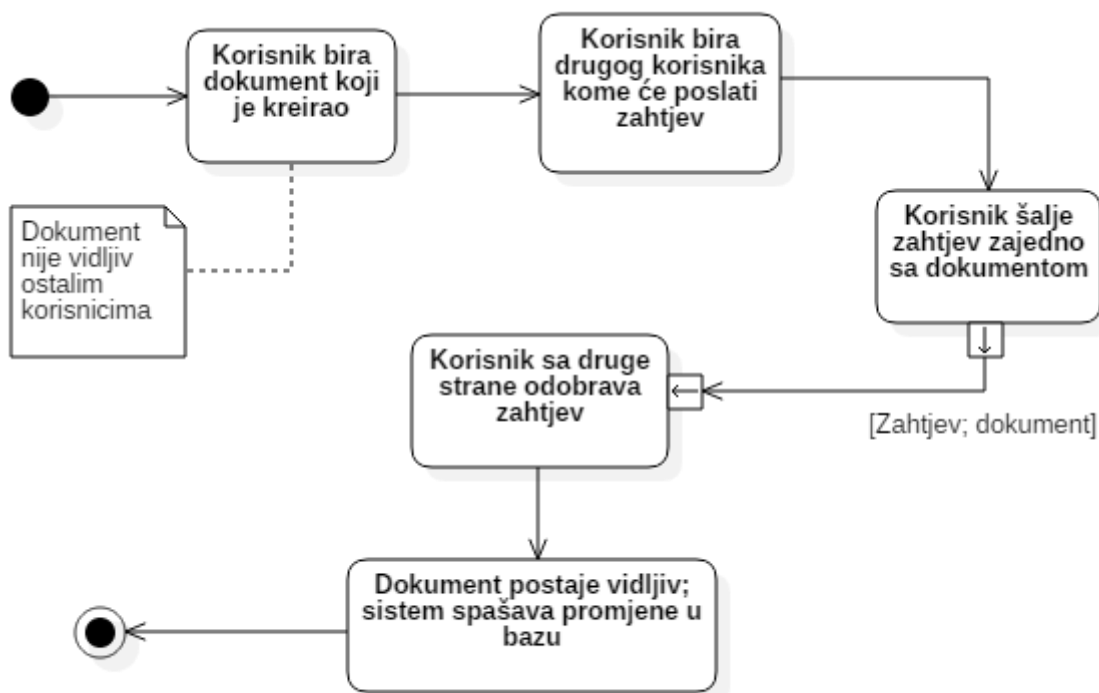 Korisnik bira
dokument koji
je kreirao
Korisnik bira
drugog korisnika
kome će poslati
zahtjev
Dokument
nije vidljiv
ostalim
korisnicima
Korisnik šalje
zahtjev zajedno
sa dokumentom
[Zahtjev; dokument]
Korisnik sa druge
strane odobrava
zahtjev
Dokument postaje vidljiv;
sistem spašava promjene u
bazu